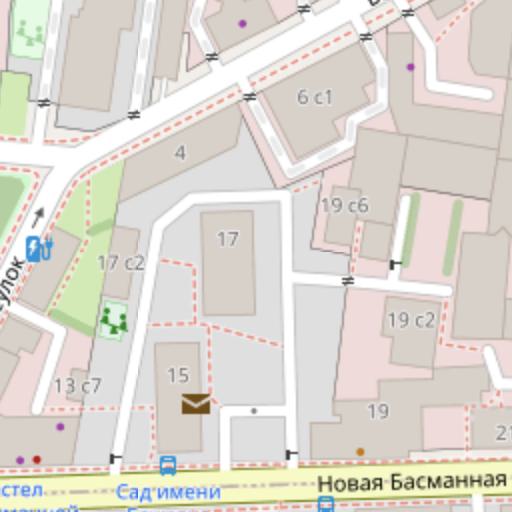 6 с1
4
19 с6
17
17 с2
улок
19 с2
15
13 с7
19
21
Новая Басманная
Сад имени